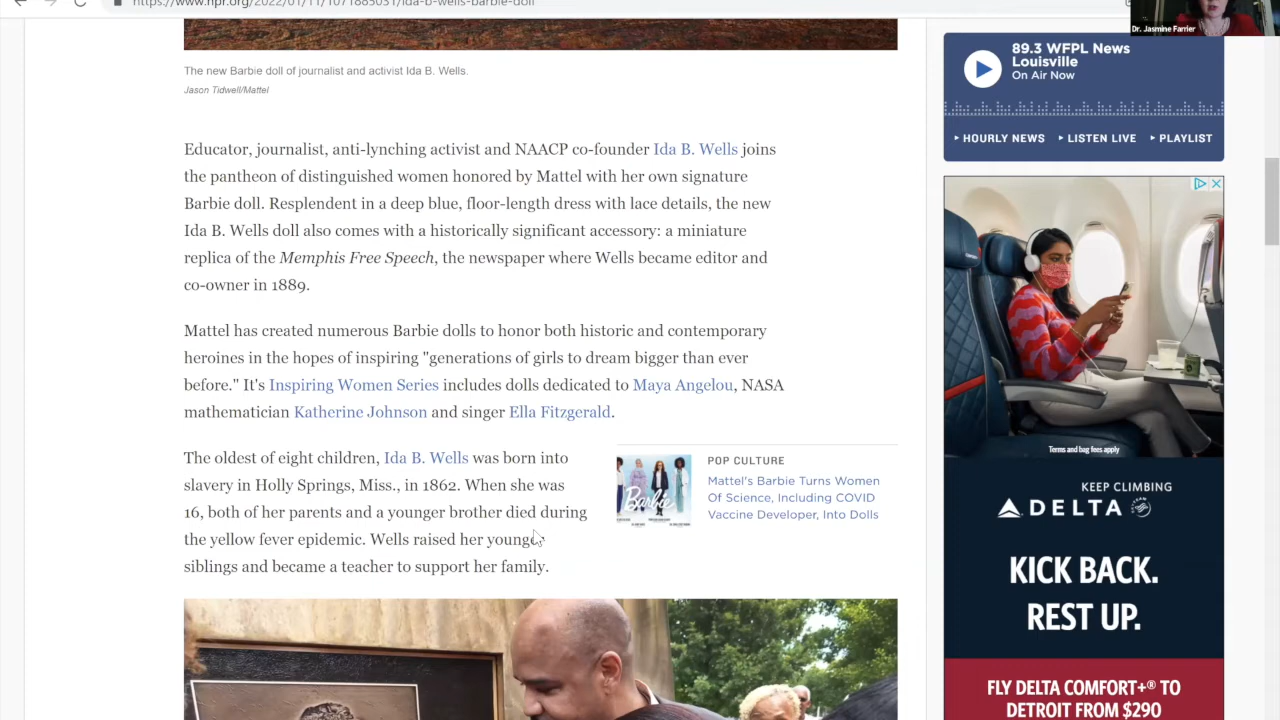 https://www.npr.org/2022/01/11/1071885031/ida-b-wells-barbie-doll
Dr. Jasmine Farrier
The new Barbie doll of journalist and activist Ida B. Wells.
Jason Tidwell/Mattel
Educator, journalist, anti-lynching activist and NAACP co-founder Ida B. Wells joins
the pantheon of distinguished women honored by Mattel with her own signature
Barbie doll. Resplendent in a deep blue, floor-length dress with lace details, the new
Ida B. Wells doll also comes with a historically significant accessory: a miniature
replica of the Memphis Free Speech, the newspaper where Wells became editor and
co-owner in 1889.
Mattel has created numerous Barbie dolls to honor both historic and contemporary
heroines in the hopes of inspiring "generations of girls to dream bigger than ever
before." It's Inspiring Women Series includes dolls dedicated to Maya Angelou, NASA
mathematician Katherine Johnson and singer Ella Fitzgerald.
The oldest of eight children, Ida B. Wells was born into
slavery in Holly Springs, Miss., in 1862. When she was
16, both of her parents and a younger brother died during
the yellow fever epidemic. Wells raised her younger
siblings and became a teacher to support her family.
Barbie
POP CULTURE
Mattel's Barbie Turns Women
Of Science, Including COVID
Vaccine Developer, Into Dolls
89.3 WFPL News
Louisville
On Air Now
HOURLY NEWS
LISTEN LIVE
PLAYLIST
Terms and bag fees apply
KEEP CLIMBING
DELTA
KICK BACK.
REST UP.
FLY DELTA COMFORT+® TO
DETROIT FROM $290